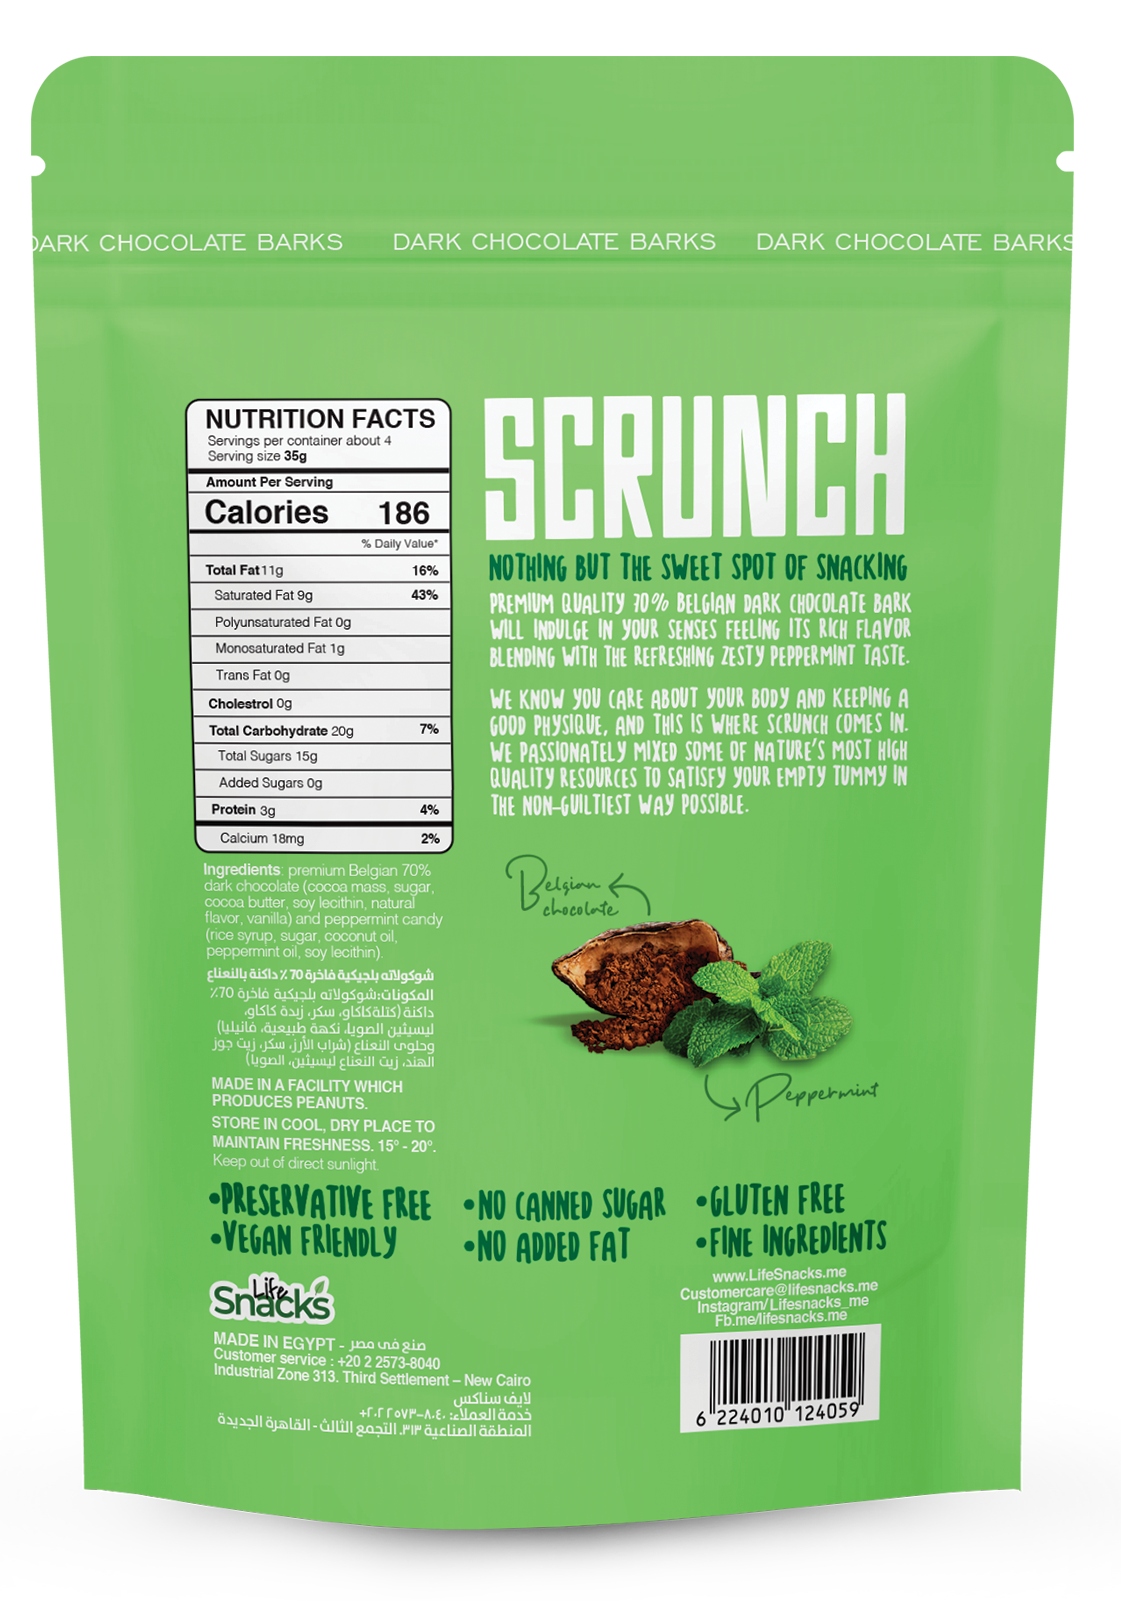 DARK CHOCOLATE BARKS DARK CHOCOLATE BARKS DARK CHOCOLATE BARKS
NUTRITION FACTS
Servings per container about 4
Serving size 35g
Amount Per Serving
Calories 186
% Daily Value*
Total Fat 11g 16%
Saturated Fat 9g 43%
Polyunsaturated Fat 0g
Monosaturated Fat 1g
Trans Fat 0g
Cholestrol 0g
Total Carbohydrate 20g 7%
Total Sugars 15g
Added Sugars 0g
Protein 3g 4%
Calcium 18mg 2%
Ingredients: premium Belgian 70%
dark chocolate (cocoa mass, sugar,
cocoa butter, soy lecithin, natural
flavor, vanilla) and peppermint candy
(rice syrup, sugar, coconut oil,
peppermint oil, soy lecithin).
شوكولاته بلجيكية فاخرة 70٪ داكنة بالنعناع
المكونات:شوكولاته بلجيكية فاخرة 70٪
داكنة (كتلةكاكاو، سكر، زبدة كاكاو،
ليسيثين الصويا، نكهة طبيعية، فانيليا)
وحلوى النعناع (شراب الأرز، سكر، زيت جوز
الهند، زيت النعناع ليسيثين، الصويا)
MADE IN A FACILITY WHICH
PRODUCES PEANUTS.
STORE IN COOL, DRY PLACE TO
MAINTAIN FRESHNESS. 15° - 20°.
Keep out of direct sunlight.
SCRUNCH
NOTHING BUT THE SWEET SPOT OF SNACKING
PREMIUM QUALITY 70% BELGIAN DARK CHOCOLATE BARK
WILL INDULGE IN YOUR SENSES FEELING ITS RICH FLAVOR
BLENDING WITH THE REFRESHING ZESTY PEPPERMINT TASTE.
WE KNOW YOU CARE ABOUT YOUR BODY AND KEEPING A
GOOD PHYSIQUE, AND THIS IS WHERE SCRUNCH COMES IN.
WE PASSIONATELY MIXED SOME OF NATURE'S MOST HIGH
QUALITY RESOURCES TO SATISFY YOUR EMPTY TUMMY IN
THE NON-GUILTIEST WAY POSSIBLE.
Belgian
chocolate
Peppermint
•PRESERVATIVE FREE •NO CANNED SUGAR •GLUTEN FREE
•VEGAN FRIENDLY •NO ADDED FAT •FINE INGREDIENTS
Life
Snacks
MADE IN EGYPT - صنع فى مصر
Customer service : +20 2 2573-8040
Industrial Zone 313. Third Settlement – New Cairo
لايف سناكس
خدمة العملاء: ٨٠٤٠-٢٠٢٢٥٧٣+
المنطقة الصناعية ٣١٣. التجمع الثالث - القاهرة الجديدة
www.LifeSnacks.me
Customercare@lifesnacks.me
Instagram/Lifesnacks_me
Fb.me/lifesnacks.me
6 224010 124059